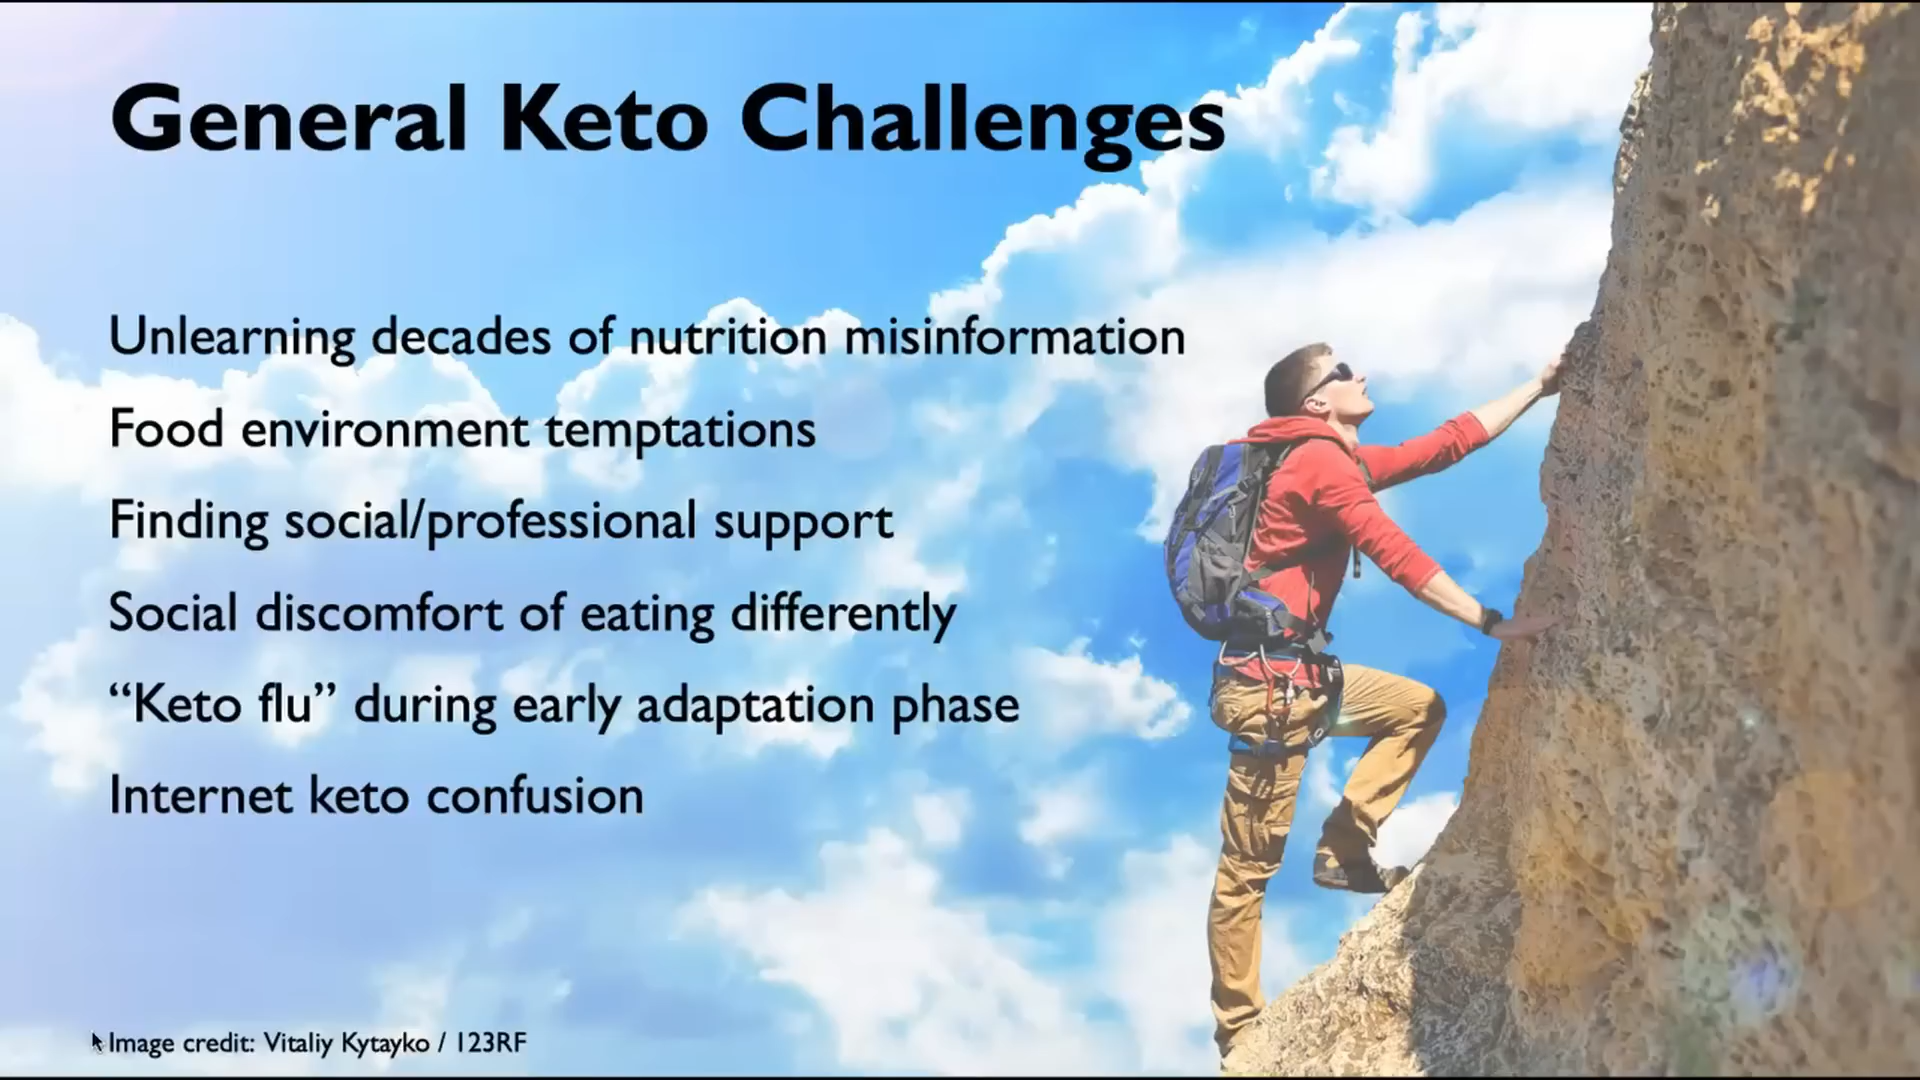 General Keto Challenges
Unlearning decades of nutrition misinformation
Food environment temptations
Finding social/professional support
Social discomfort of eating differently
“Keto flu” during early adaptation phase
Internet keto confusion
Image credit: Vitaliy Kytayko / 123RF